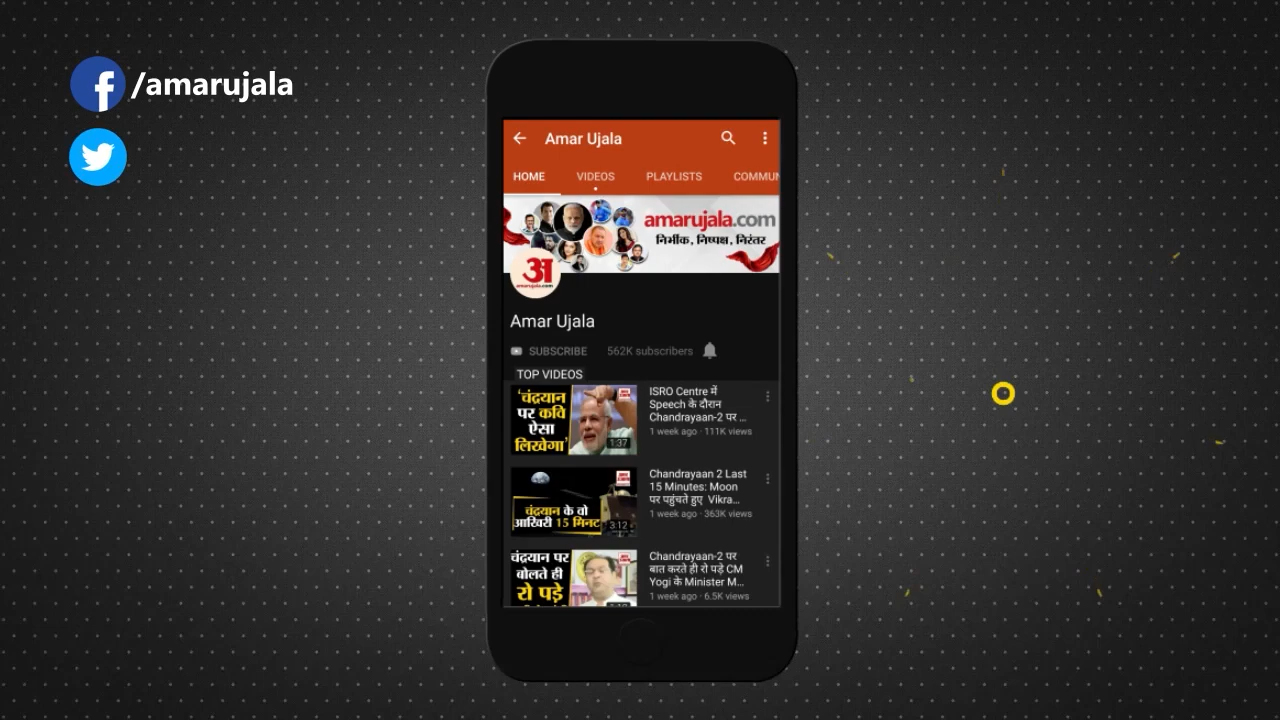 /amarujala
Amar Ujala
HOME VIDEOS PLAYLISTS COMMUN
amarujala.com
निर्भीक, निष्पक्ष, निरंतर
अ
amarujala.com
Amar Ujala
SUBSCRIBE 562K subscribers
TOP VIDEOS
'चंद्रयान
पर कवि
ऐसा
लिखेगा'
1:37
ISRO Centre में
Speech के दौरान
Chandrayaan-2 पर ...
1 week ago · 111K views
चंद्रयान के वो
आखिरी 15 मिनट
3:12
Chandrayaan 2 Last
15 Minutes: Moon
पर पहुंचते हुए Vikra...
1 week ago · 363K views
चंद्रयान पर
बोलते ही
रो पड़े
Chandrayaan-2 पर
बात करते ही रो पड़े CM
Yogi के Minister M...
1 week ago · 6.5K views